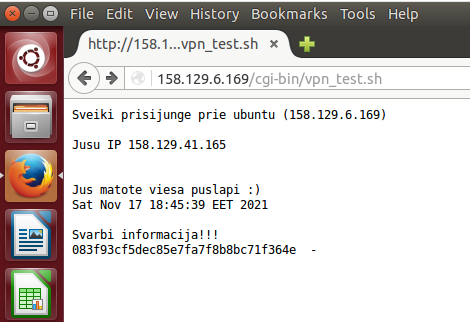 File Edit View History Bookmarks Tools Help
http://158.1...vpn_test.sh
158.129.6.169/cgi-bin/vpn_test.sh
Sveiki prisijunge prie ubuntu (158.129.6.169)
Jusu IP 158.129.41.165
Jus matote viesa puslapi :)
Sat Nov 17 18:45:39 EET 2021
Svarbi informacija!!!
083f93cf5dec85e7fa7f8b8bc71f364e -